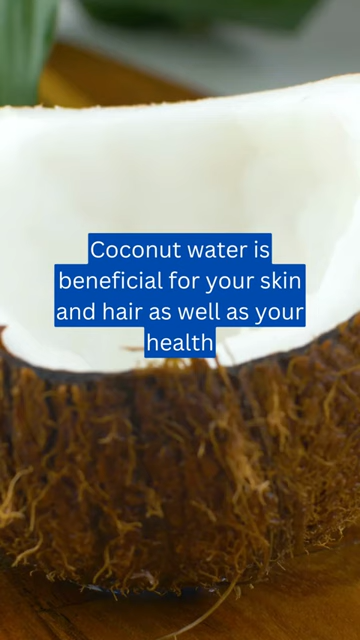 Coconut water is
beneficial for your skin
and hair as well as your
health